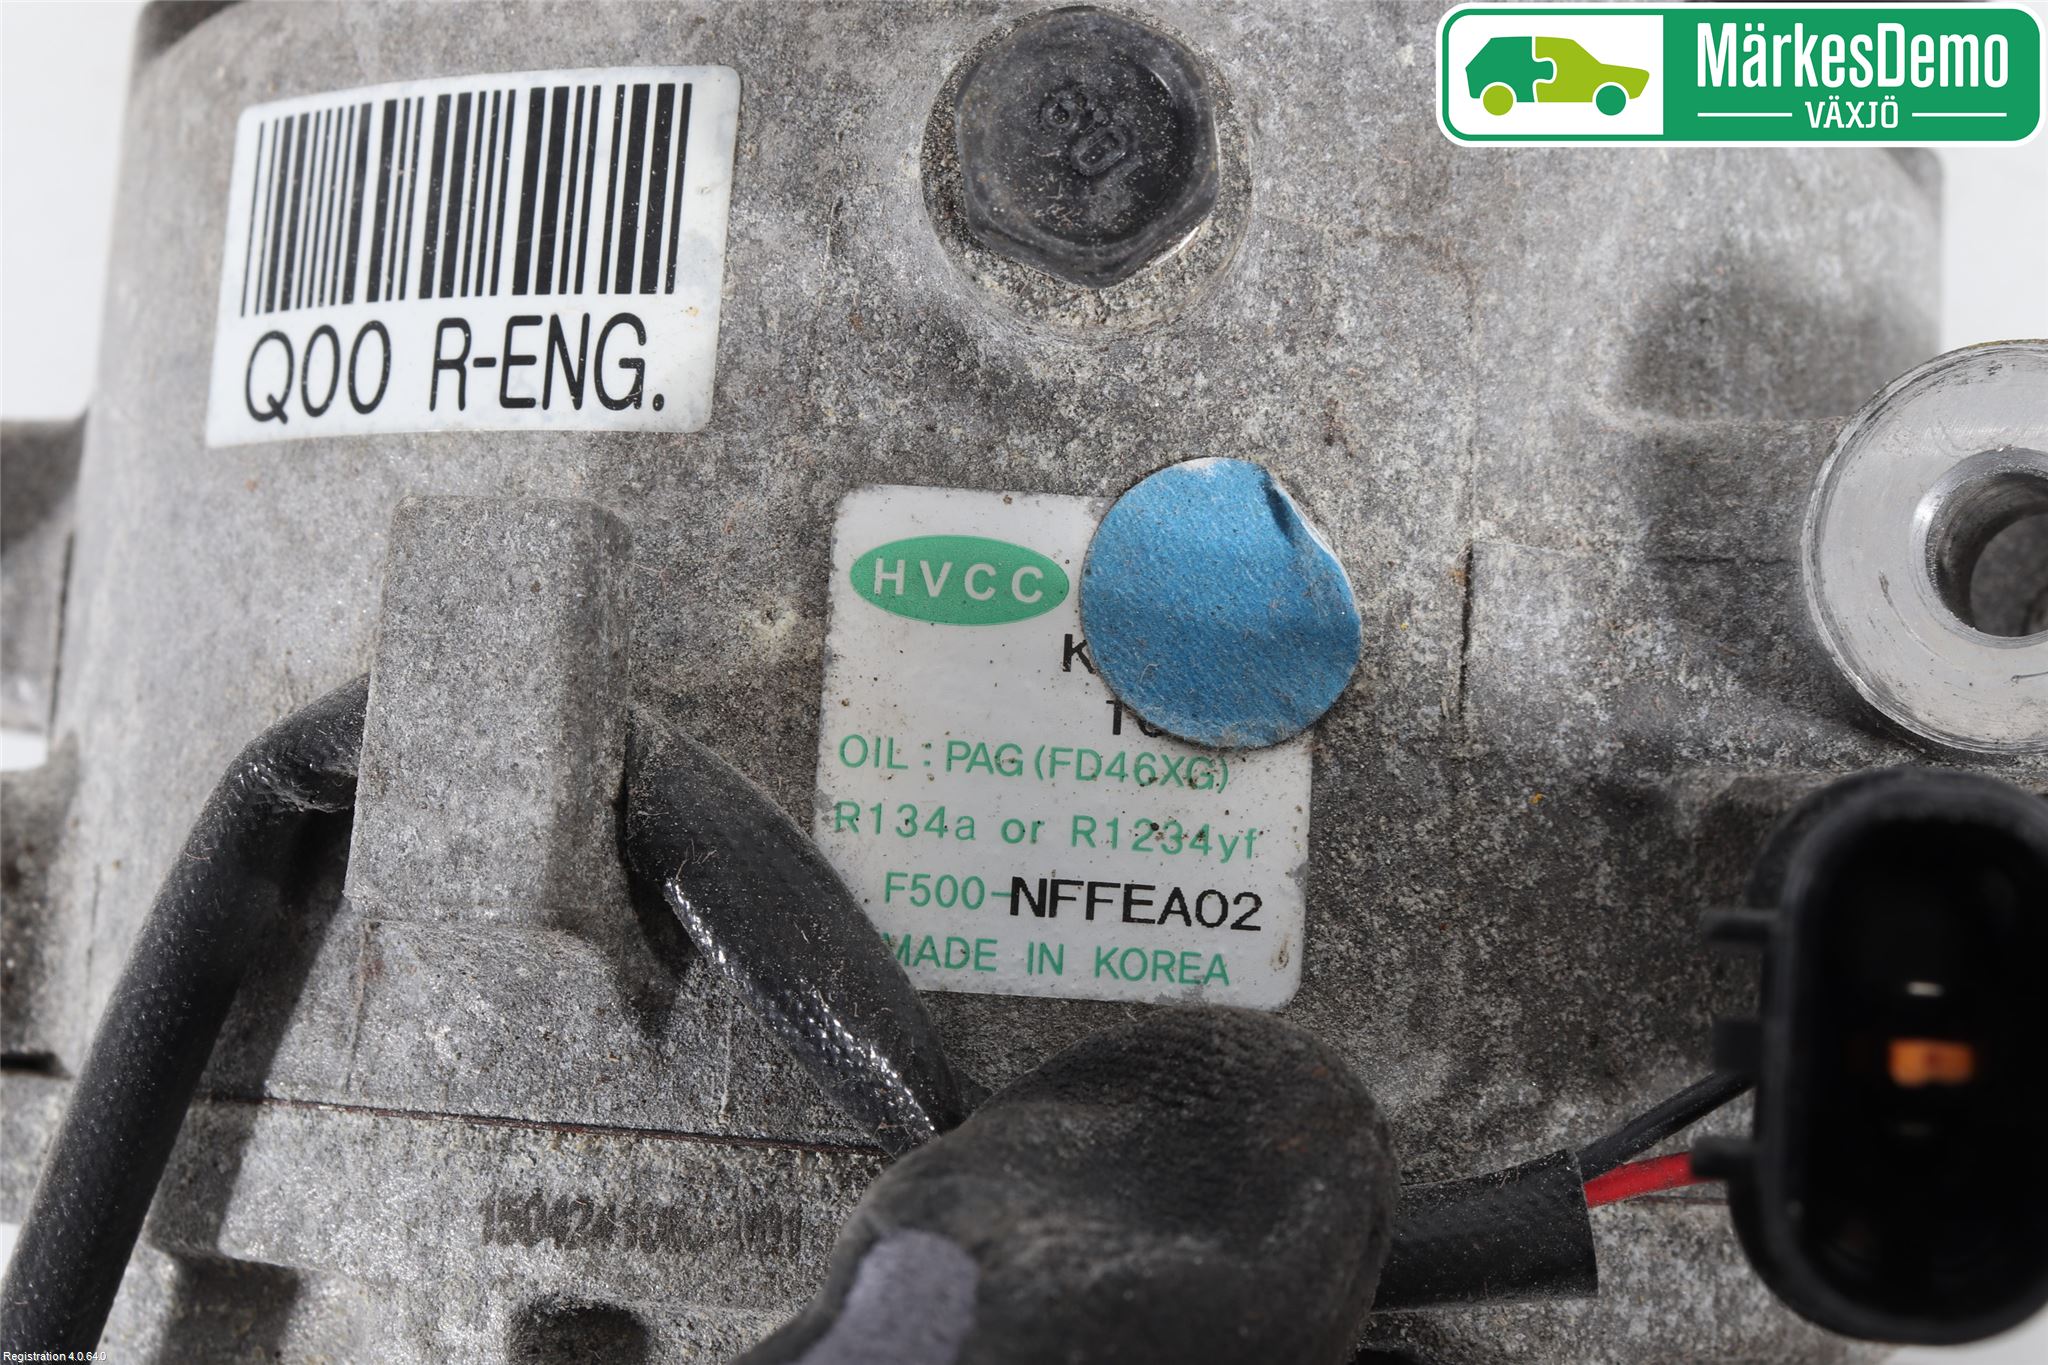 MärkesDemo
VÄXJÖ
Q00 R-ENG.
HVCC
OIL : PAG(FD46XG)
R134a or R1234yf
F500-NFFEA02
MADE IN KOREA
Registration 4.0.64.0